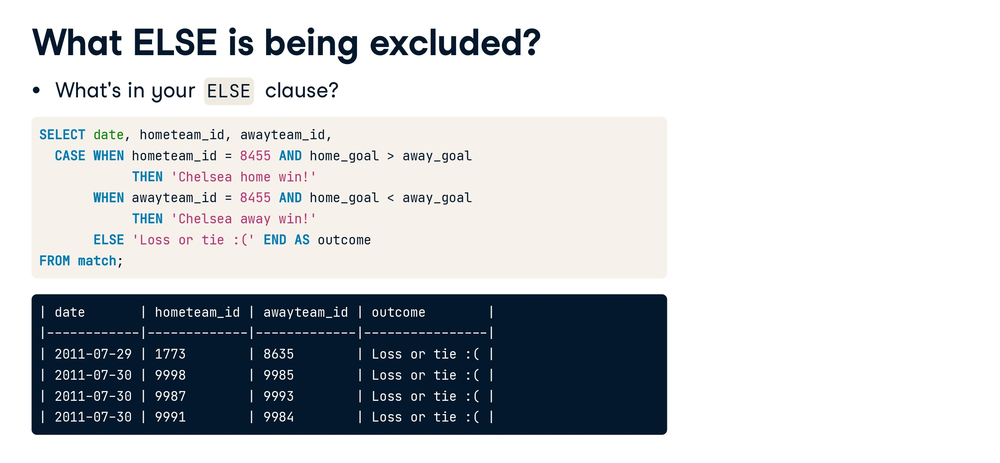 What ELSE is being excluded?
• What's in your ELSE clause?
SELECT date, hometeam_id, awayteam_id,
  CASE WHEN hometeam_id = 8455 AND home_goal > away_goal
            THEN 'Chelsea home win!'
       WHEN awayteam_id = 8455 AND home_goal < away_goal
            THEN 'Chelsea away win!'
       ELSE 'Loss or tie :(' END AS outcome
FROM match;
| date       | hometeam_id | awayteam_id | outcome        |
|------------|-------------|-------------|----------------|
| 2011-07-29 | 1773        | 8635        | Loss or tie :( |
| 2011-07-30 | 9998        | 9985        | Loss or tie :( |
| 2011-07-30 | 9987        | 9993        | Loss or tie :( |
| 2011-07-30 | 9991        | 9984        | Loss or tie :( |